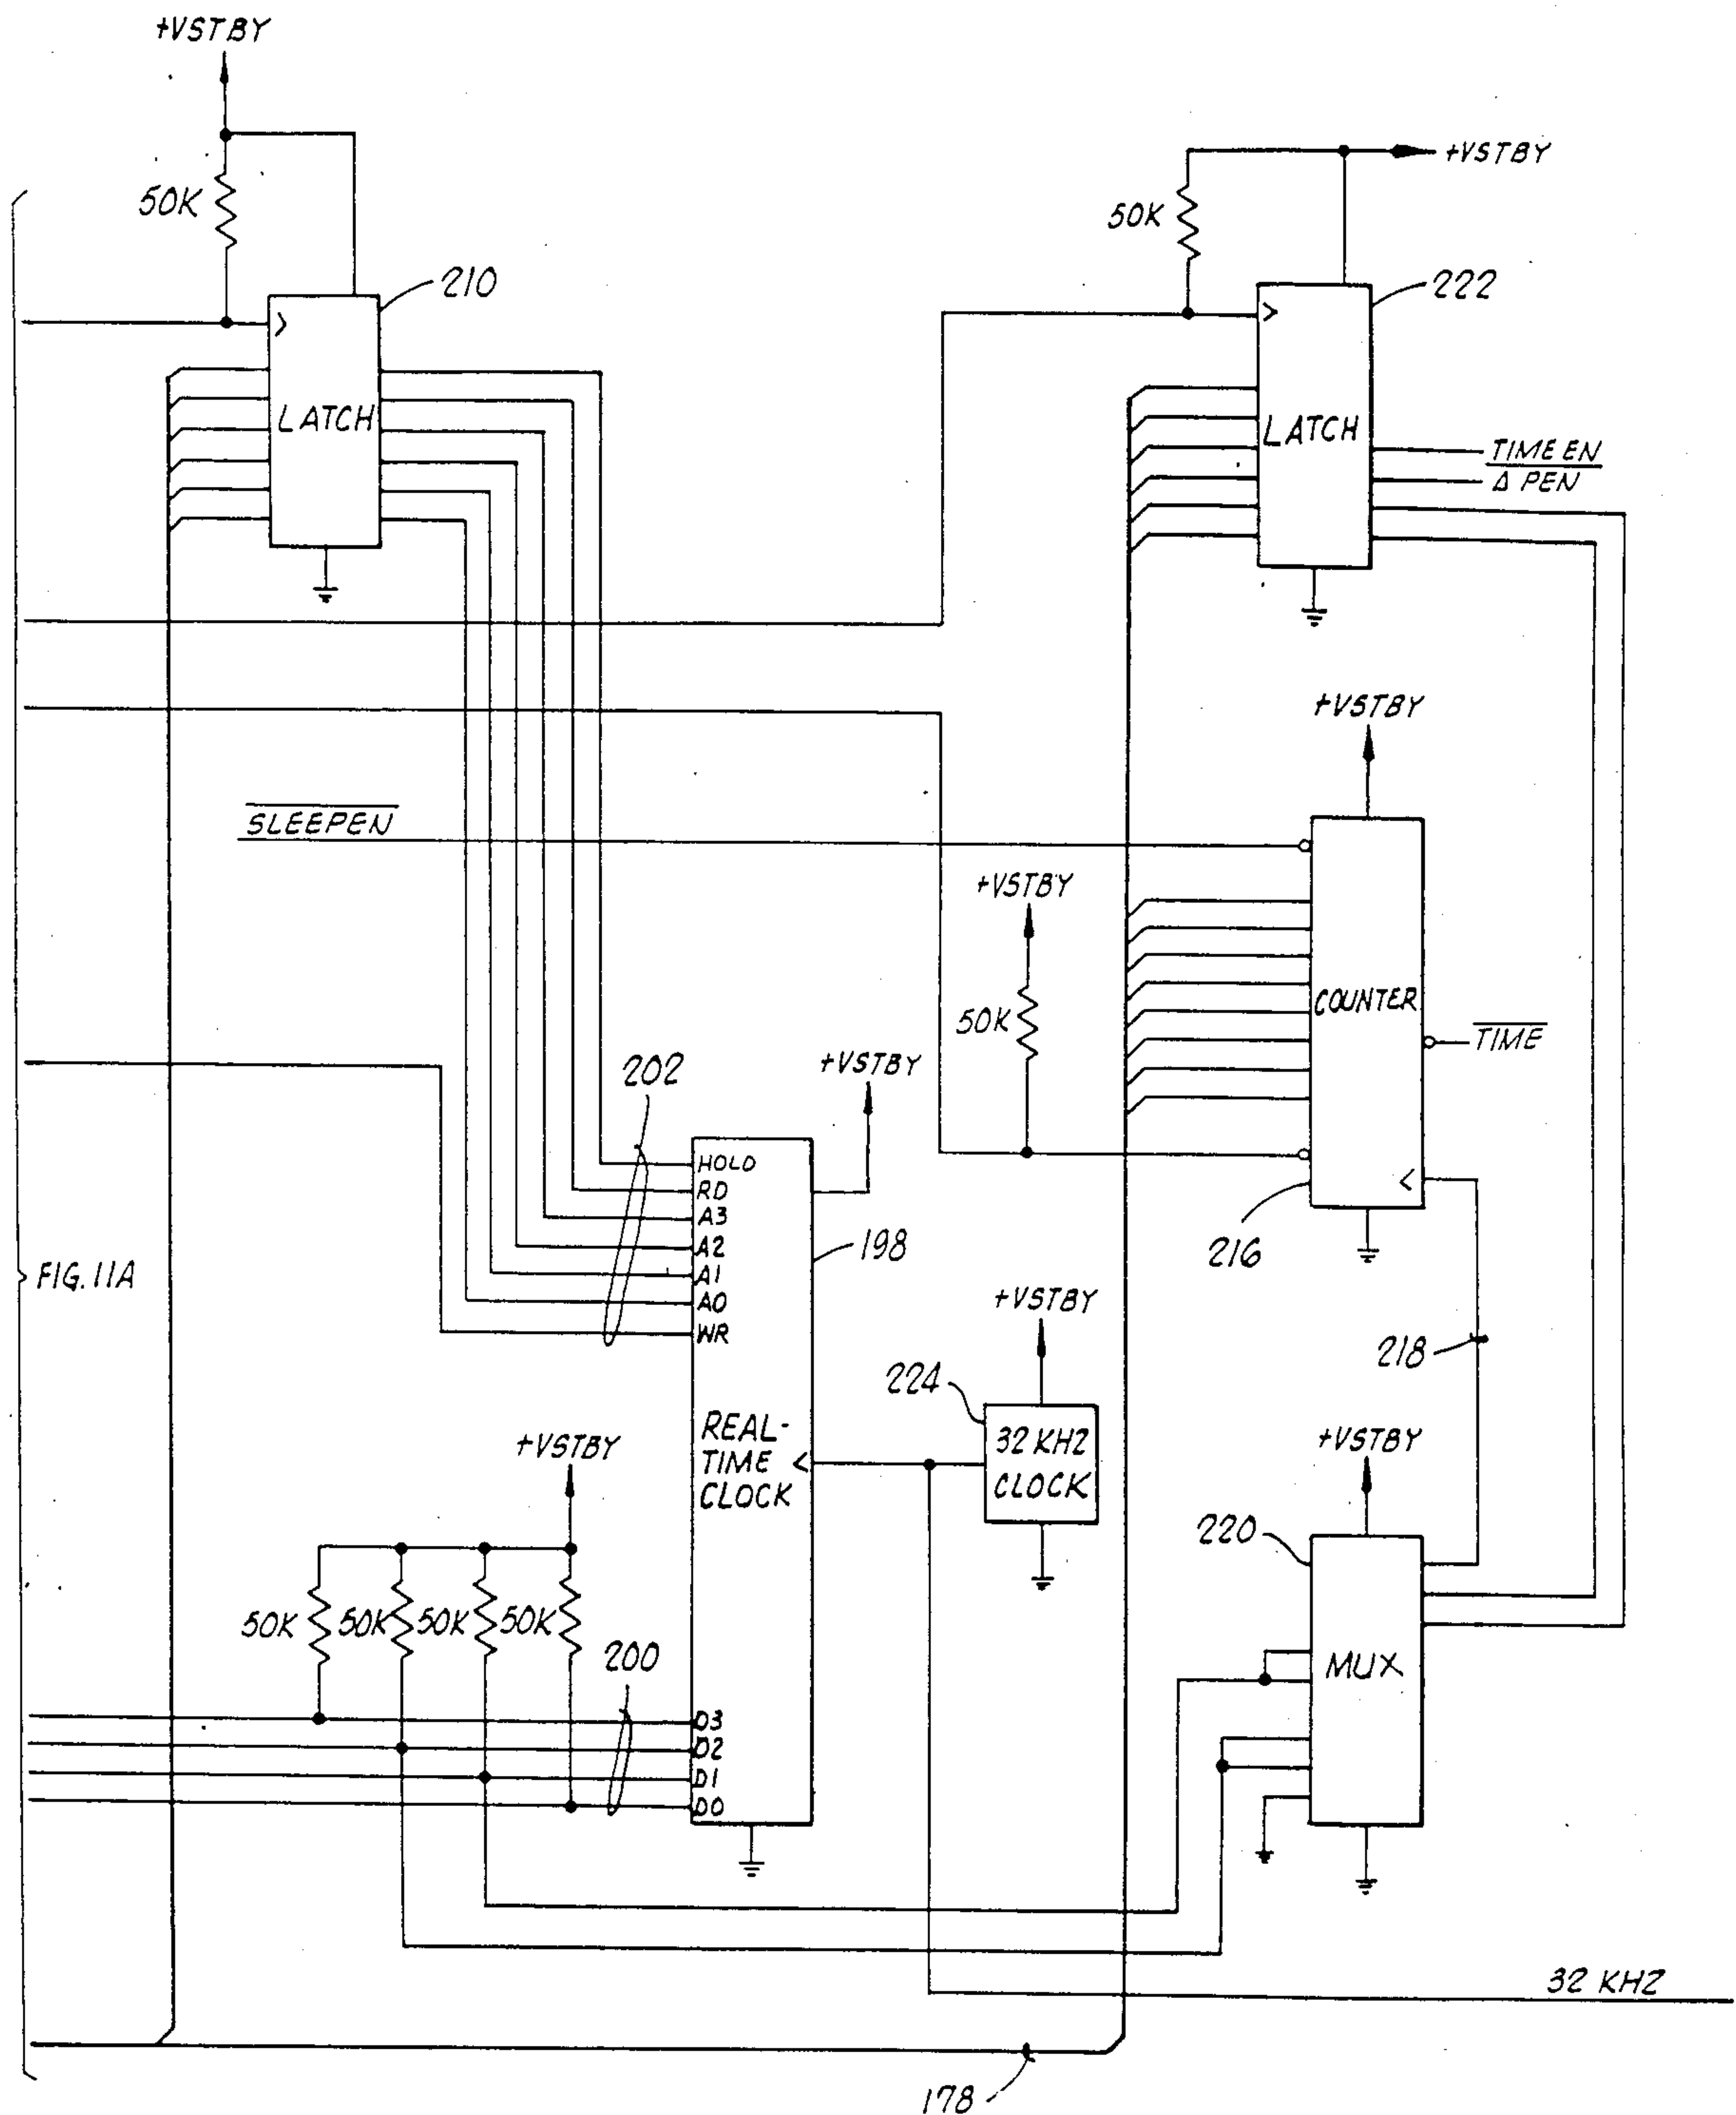 +VSTBY
+VSTBY
50K
50K
210
222
LATCH
LATCH
TIME EN
Δ PEN
+VSTBY
SLEEPEN
+VSTBY
COUNTER
50K
TIME
202
+VSTBY
HOLD
RD
A3
A2
A1
A0
WR
198
216
FIG. 11A
+VSTBY
218
224
32 KHZ
CLOCK
REAL-
TIME
CLOCK
+VSTBY
+VSTBY
220
50K
50K
50K
50K
200
MUX
D3
D2
D1
D0
32 KHZ
178